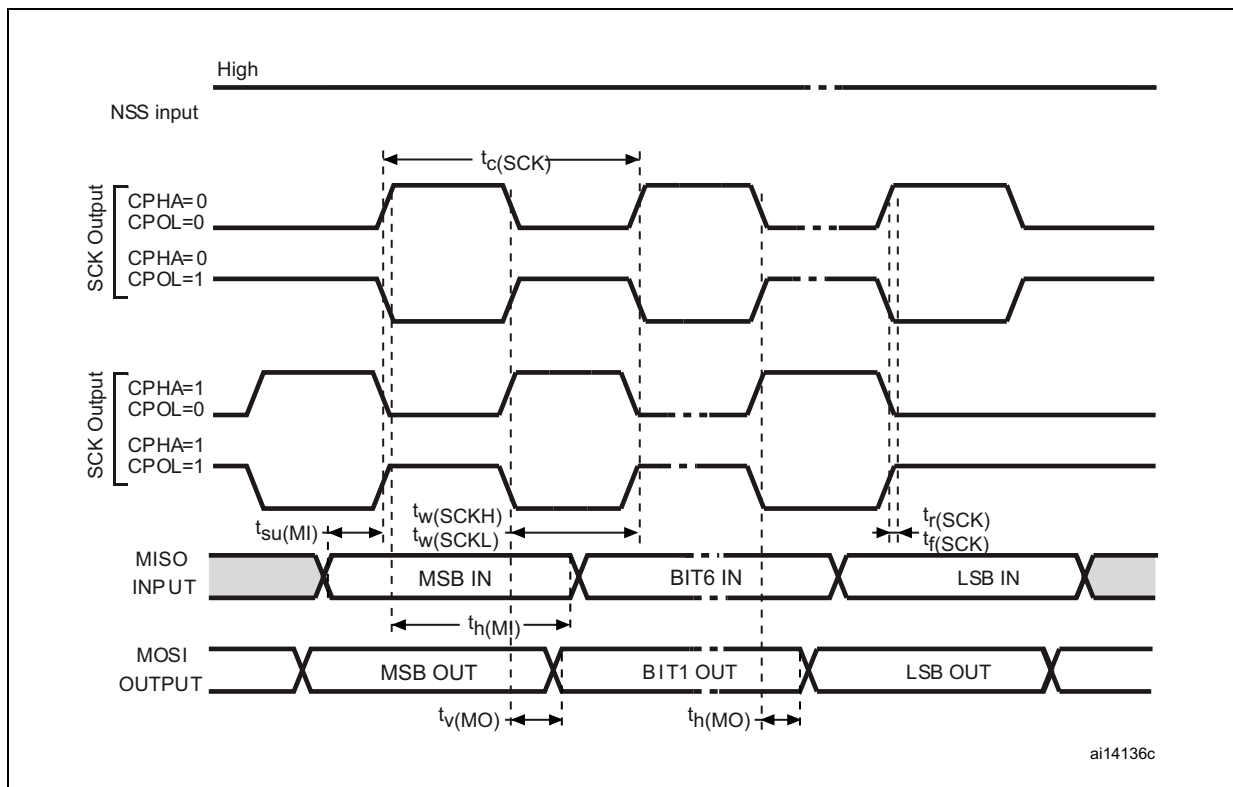 High
NSS input
tc(SCK)
SCK Output
CPHA=0
CPOL=0
CPHA=0
CPOL=1
SCK Output
CPHA=1
CPOL=0
CPHA=1
CPOL=1
tsu(MI)
tw(SCKH)
tw(SCKL)
tr(SCK)
tf(SCK)
MISO
INPUT
MSB IN
BIT6 IN
LSB IN
th(MI)
MOSI
OUTPUT
MSB OUT
BIT1 OUT
LSB OUT
tv(MO)
th(MO)
ai14136c